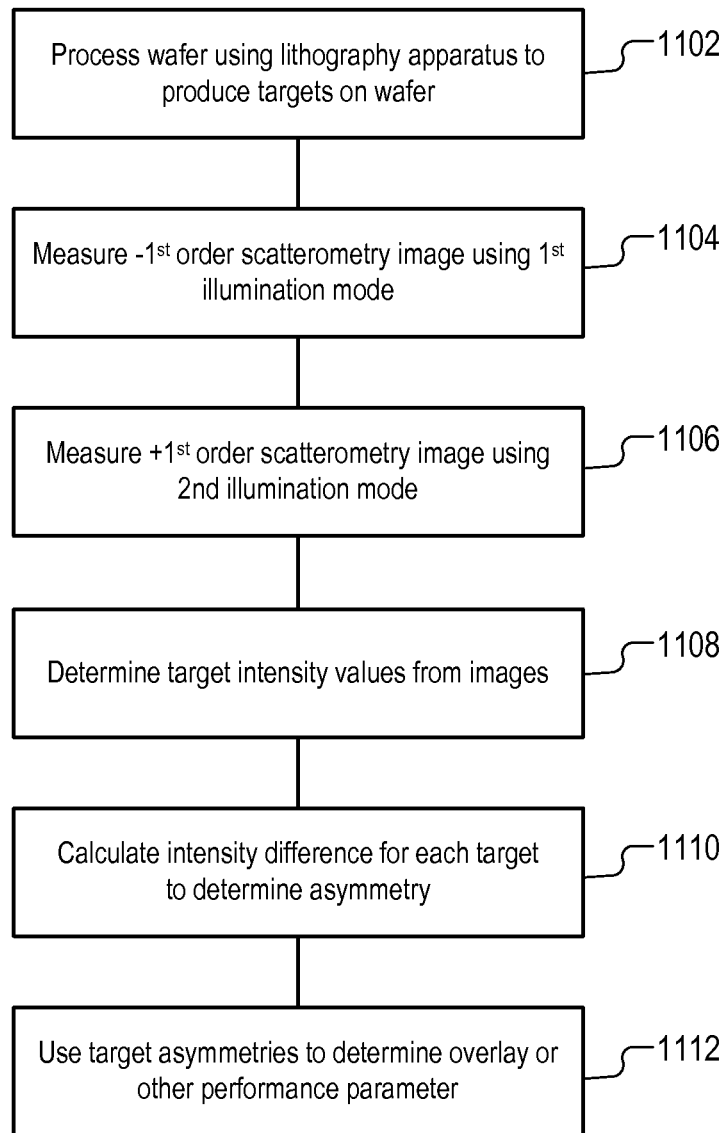 Process wafer using lithography apparatus to
produce targets on wafer
1102
Measure -1st order scatterometry image using 1st
illumination mode
1104
Measure +1st order scatterometry image using
2nd illumination mode
1106
Determine target intensity values from images
1108
Calculate intensity difference for each target
to determine asymmetry
1110
Use target asymmetries to determine overlay or
other performance parameter
1112